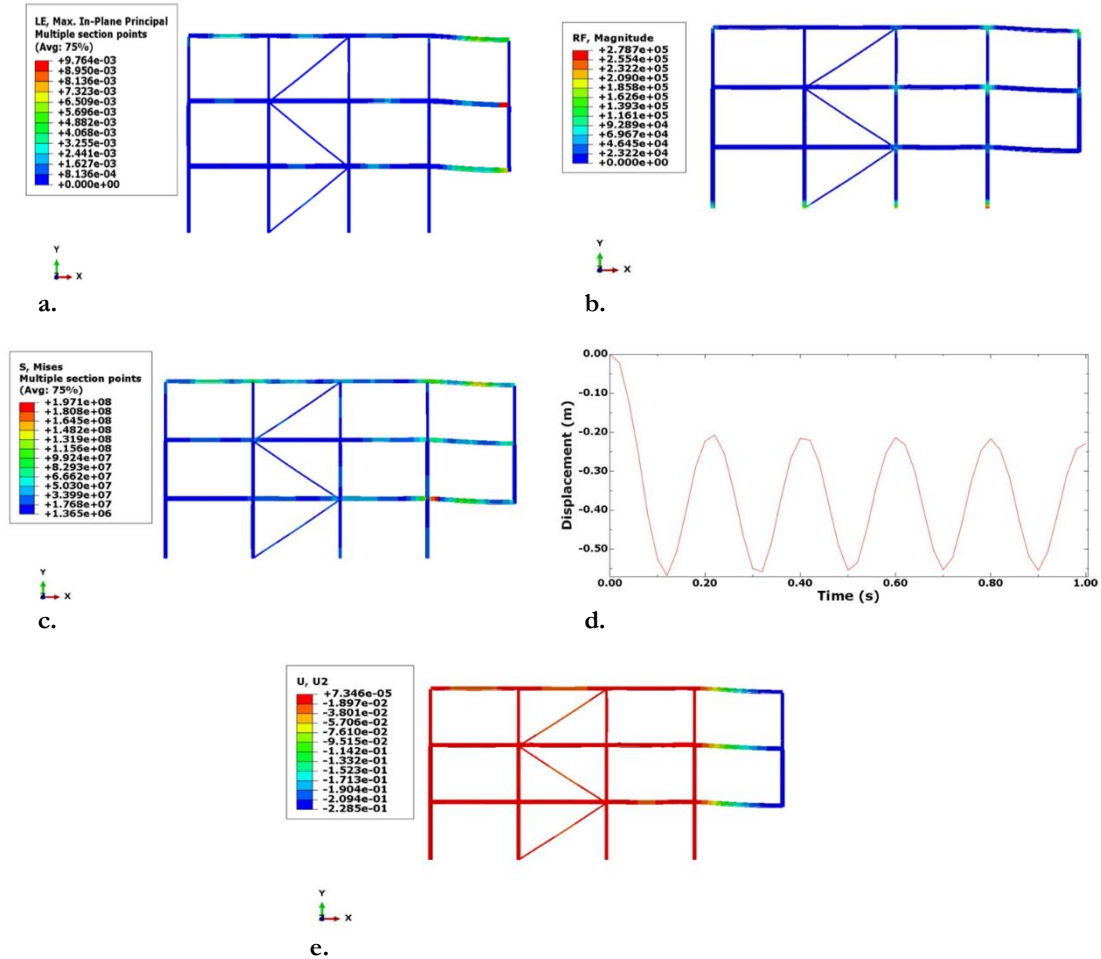 LE, Max. In-Plane Principal
Multiple section points
(Avg: 75%)
+9.764e-03
+8.950e-03
+8.136e-03
+7.323e-03
+6.509e-03
+5.696e-03
+4.882e-03
+4.068e-03
+3.255e-03
+2.441e-03
+1.627e-03
+8.136e-04
+0.000e+00
Y
Z X
a.
RF, Magnitude
+2.787e+05
+2.554e+05
+2.322e+05
+2.090e+05
+1.858e+05
+1.626e+05
+1.393e+05
+1.161e+05
+9.289e+04
+6.967e+04
+4.645e+04
+2.322e+04
+0.000e+00
Y
Z X
b.
S, Mises
Multiple section points
(Avg: 75%)
+1.971e+08
+1.808e+08
+1.645e+08
+1.482e+08
+1.319e+08
+1.156e+08
+9.924e+07
+8.293e+07
+6.662e+07
+5.030e+07
+3.399e+07
+1.768e+07
+1.365e+06
Y
Z X
c.
0.00
-0.10
-0.20
-0.30
-0.40
-0.50
Displacement (m)
0.00 0.20 0.40 0.60 0.80 1.00
Time (s)
d.
U, U2
+7.346e-05
-1.897e-02
-3.801e-02
-5.706e-02
-7.610e-02
-9.515e-02
-1.142e-01
-1.332e-01
-1.523e-01
-1.713e-01
-1.904e-01
-2.094e-01
-2.285e-01
Y
Z X
e.